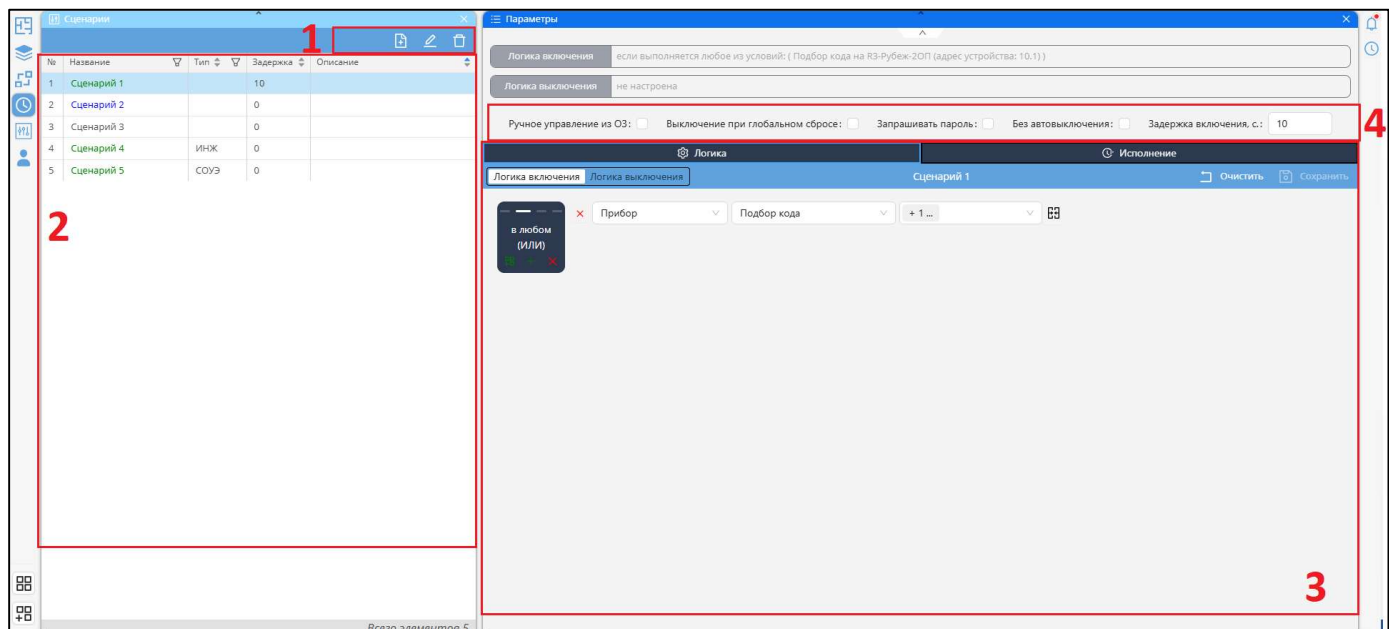 Сценарии
1
№ Название Тип Задержка Описание
1 Сценарий 1 10
2 Сценарий 2 0
3 Сценарий 3 0
4 Сценарий 4 ИНЖ 0
5 Сценарий 5 СОУЭ 0
2
Всего элементов 5
Параметры
Логика включения если выполняется любое из условий: ( Подбор кода на R3-Рубеж-2ОП (адрес устройства: 10.1) )
Логика выключения не настроена
Ручное управление из ОЗ: Выключение при глобальном сбросе: Запрашивать пароль: Без автовыключения: Задержка включения, с.: 10
4
Логика Исполнение
Логика включения Логика выключения Сценарий 1 Очистить Сохранить
в любом
(ИЛИ)
Прибор Подбор кода + 1 ...
3